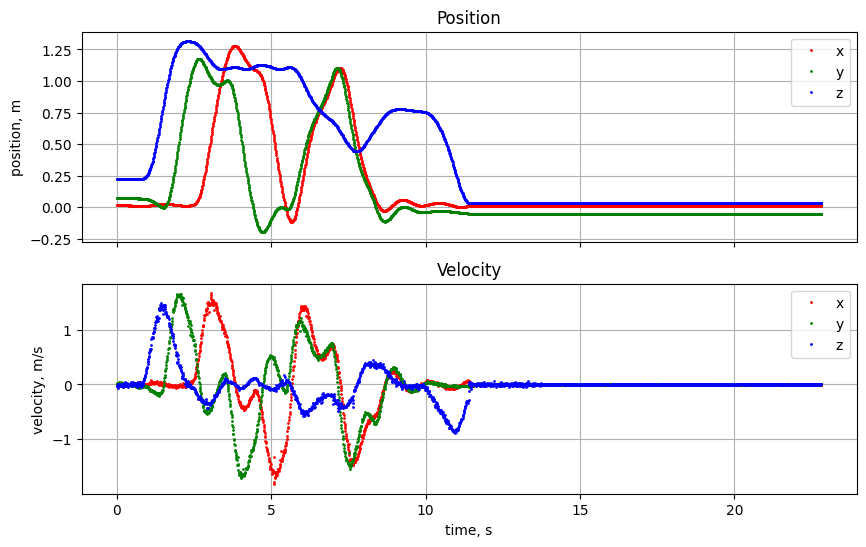 Position
position, m
1.25
1.00
0.75
0.50
0.25
0.00
−0.25
x
y
z
Velocity
velocity, m/s
1
0
−1
x
y
z
0
5
10
15
20
time, s